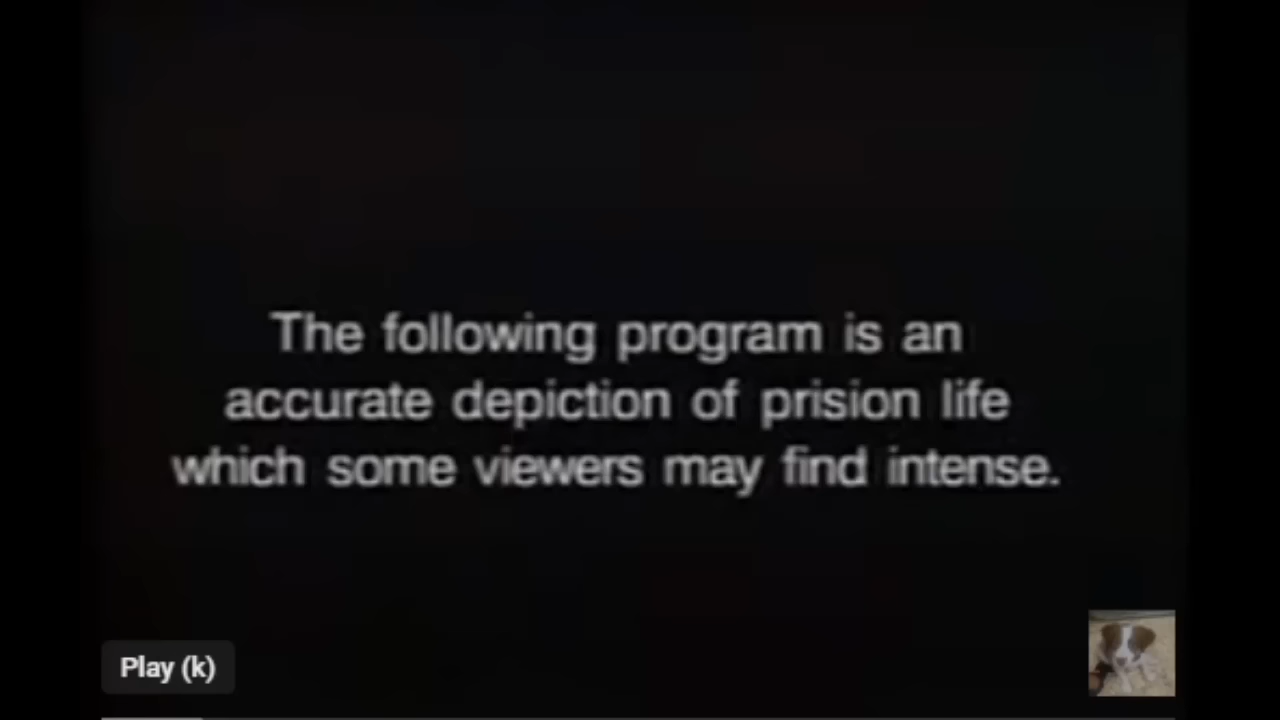 The following program is an
accurate depiction of prision life
which some viewers may find intense.
Play (k)